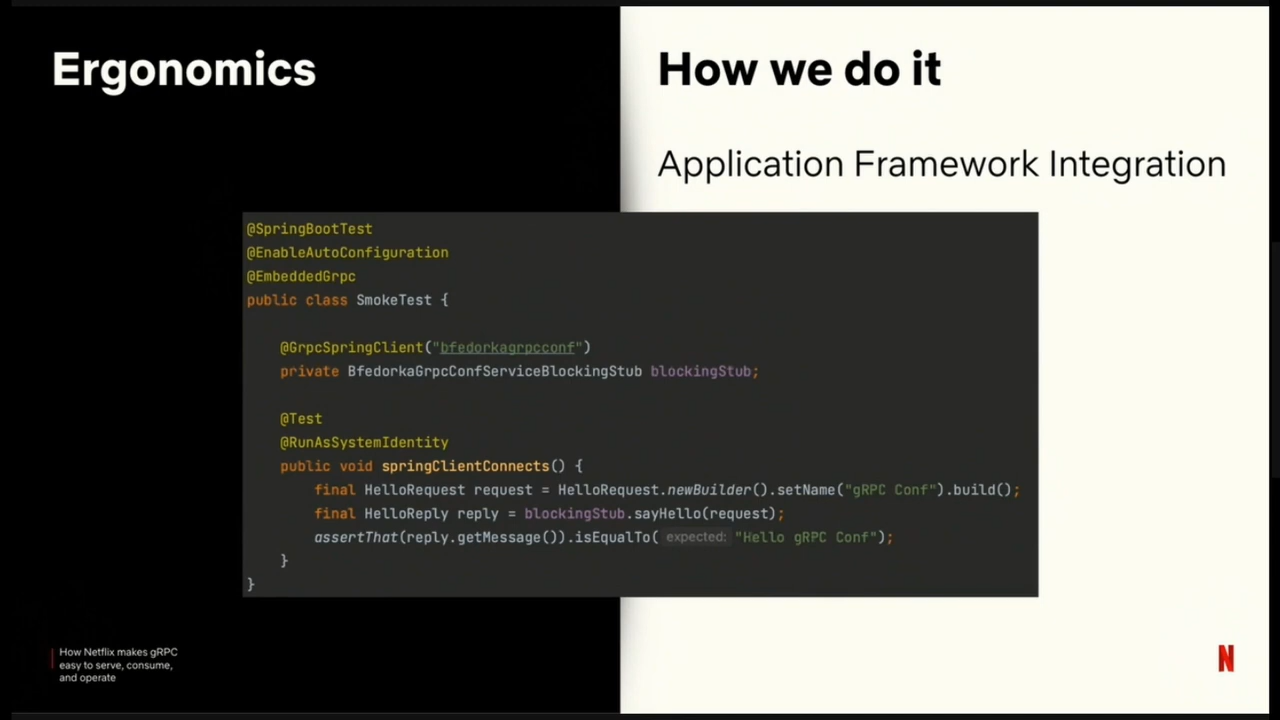 Ergonomics
How we do it
Application Framework Integration
@SpringBootTest
@EnableAutoConfiguration
@EmbeddedGrpc
public class SmokeTest {
@GrpcSpringClient("bfedorkagrpcconf")
private BfedorkaGrpcConfServiceBlockingStub blockingStub;
@Test
@RunAsSystemIdentity
public void springClientConnects() {
final HelloRequest request = HelloRequest.newBuilder().setName("gRPC Conf").build();
final HelloReply reply = blockingStub.sayHello(request);
assertThat(reply.getMessage()).isEqualTo( expected: "Hello gRPC Conf");
}
}
How Netflix makes gRPC
easy to serve, consume,
and operate
N